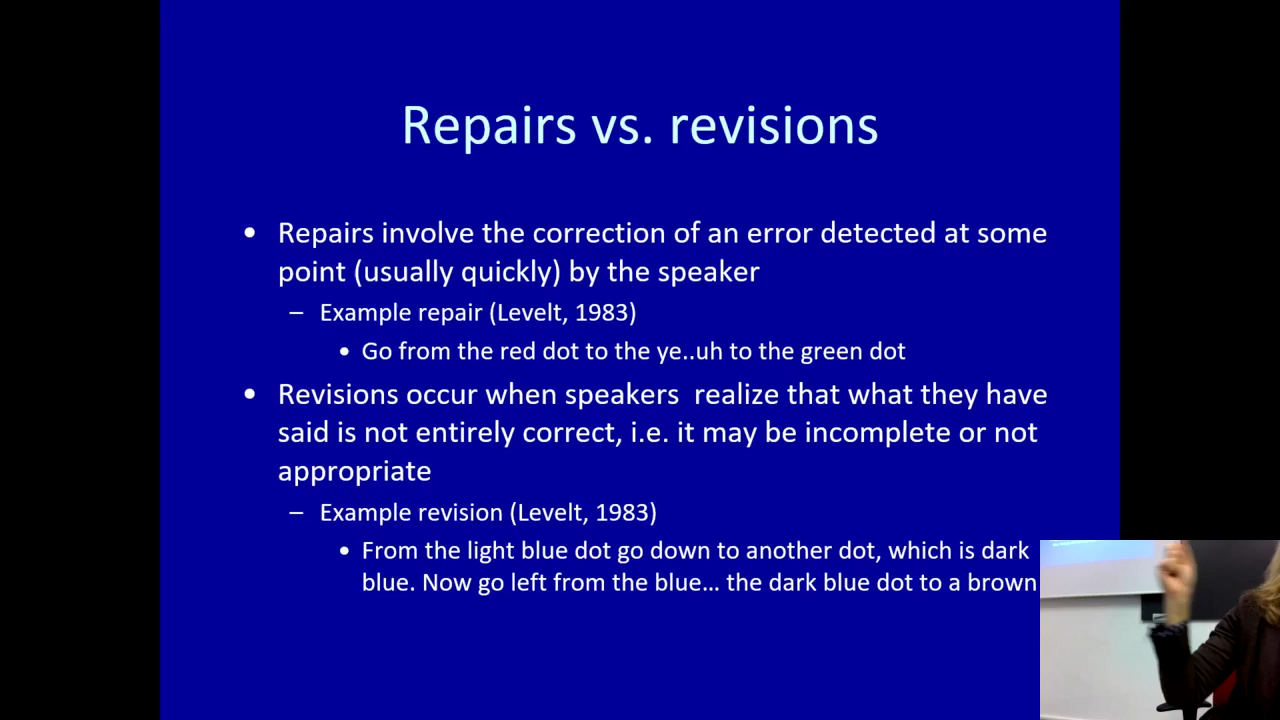 Repairs vs. revisions
• Repairs involve the correction of an error detected at some
point (usually quickly) by the speaker
– Example repair (Levelt, 1983)
• Go from the red dot to the ye..uh to the green dot
• Revisions occur when speakers  realize that what they have
said is not entirely correct, i.e. it may be incomplete or not
appropriate
– Example revision (Levelt, 1983)
• From the light blue dot go down to another dot, which is dark
blue. Now go left from the blue… the dark blue dot to a brown